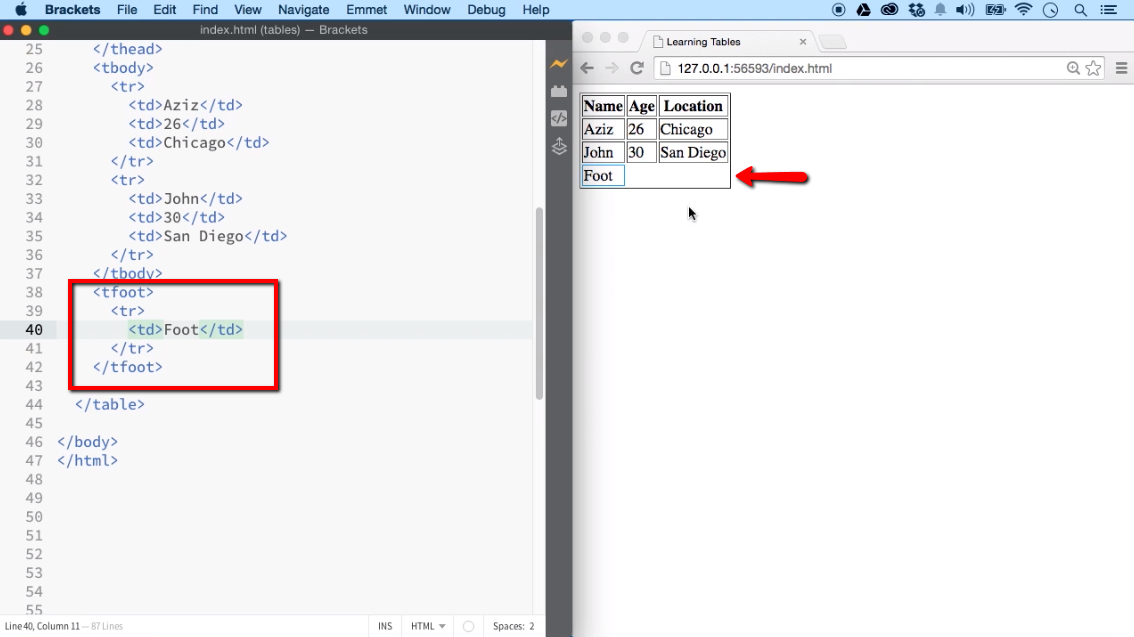 Brackets File Edit Find View Navigate Emmet Window Debug Help
index.html (tables) — Brackets
25 </thead>
26 <tbody>
27 <tr>
28 <td>Aziz</td>
29 <td>26</td>
30 <td>Chicago</td>
31 </tr>
32 <tr>
33 <td>John</td>
34 <td>30</td>
35 <td>San Diego</td>
36 </tr>
37 </tbody>
38 <tfoot>
39 <tr>
40 <td>Foot</td>
41 </tr>
42 </tfoot>
43
44 </table>
45
46 </body>
47 </html>
48
49
50
51
52
53
54
55
Line 40, Column 11 — 87 Lines
INS HTML Spaces: 2
Learning Tables
127.0.0.1:56593/index.html
Name Age Location
Aziz 26 Chicago
John 30 San Diego
Foot